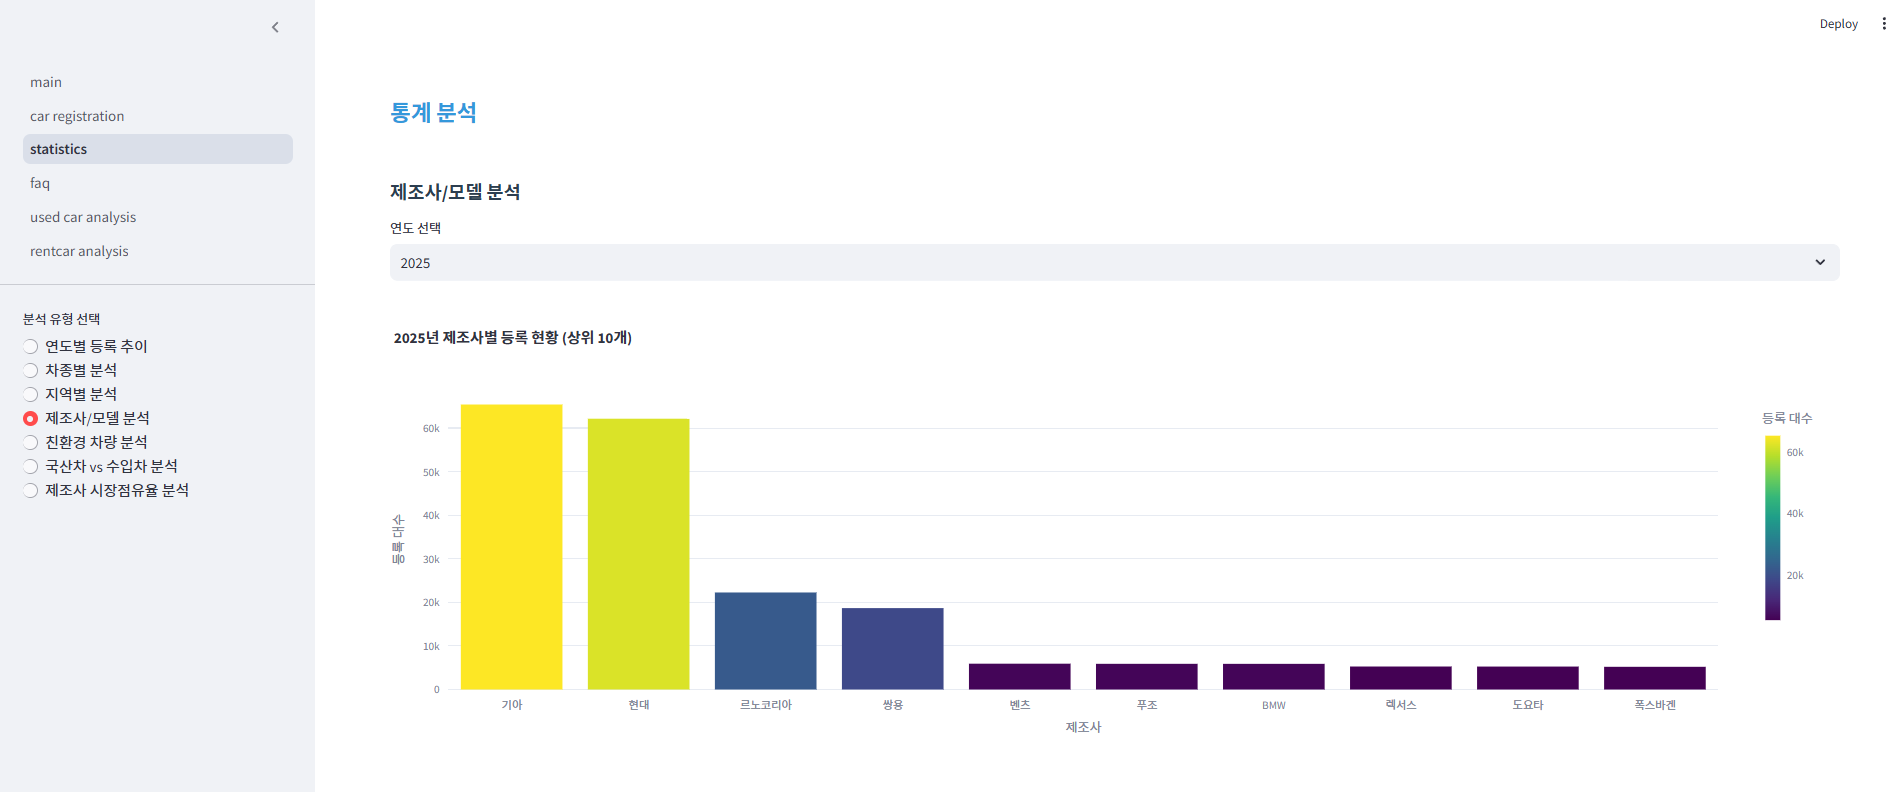 Deploy
main
car registration
statistics
faq
used car analysis
rentcar analysis
분석 유형 선택
연도별 등록 추이
차종별 분석
지역별 분석
제조사/모델 분석
친환경 차량 분석
국산차 vs 수입차 분석
제조사 시장점유율 분석
통계 분석
제조사/모델 분석
연도 선택
2025
2025년 제조사별 등록 현황 (상위 10개)
등록 대수
60k
50k
40k
30k
20k
10k
0
기아 현대 르노코리아 쌍용 벤츠 푸조 BMW 렉서스 도요타 폭스바겐
제조사
등록 대수
60k
40k
20k